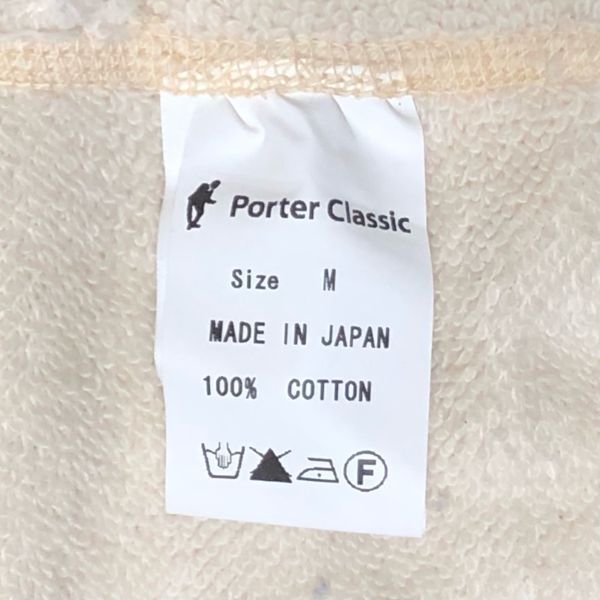 Porter Classic
Size M
MADE IN JAPAN
100% COTTON
F